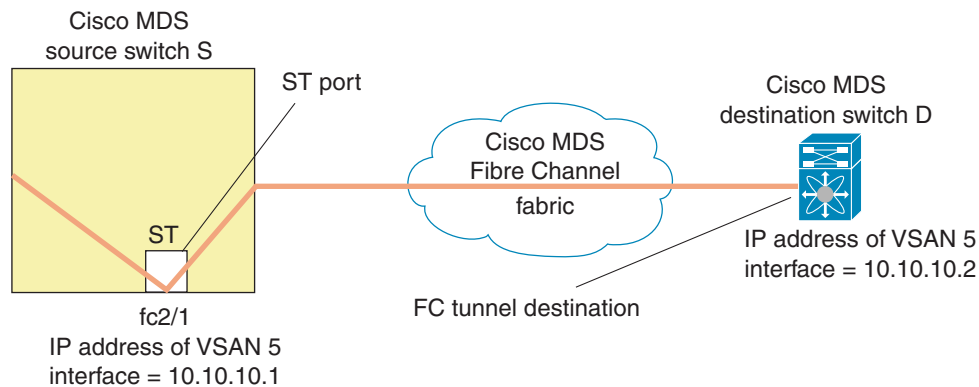 Cisco MDS
source switch S
ST port
ST
fc2/1
IP address of VSAN 5
interface = 10.10.10.1
Cisco MDS
Fibre Channel
fabric
FC tunnel destination
Cisco MDS
destination switch D
IP address of VSAN 5
interface = 10.10.10.2